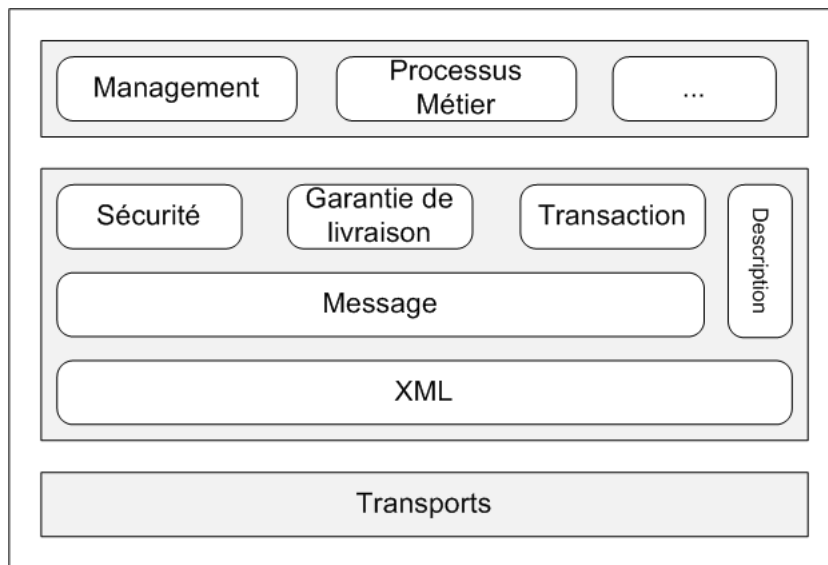 Management
Processus
Métier
...
Sécurité
Garantie de
livraison
Transaction
Description
Message
XML
Transports